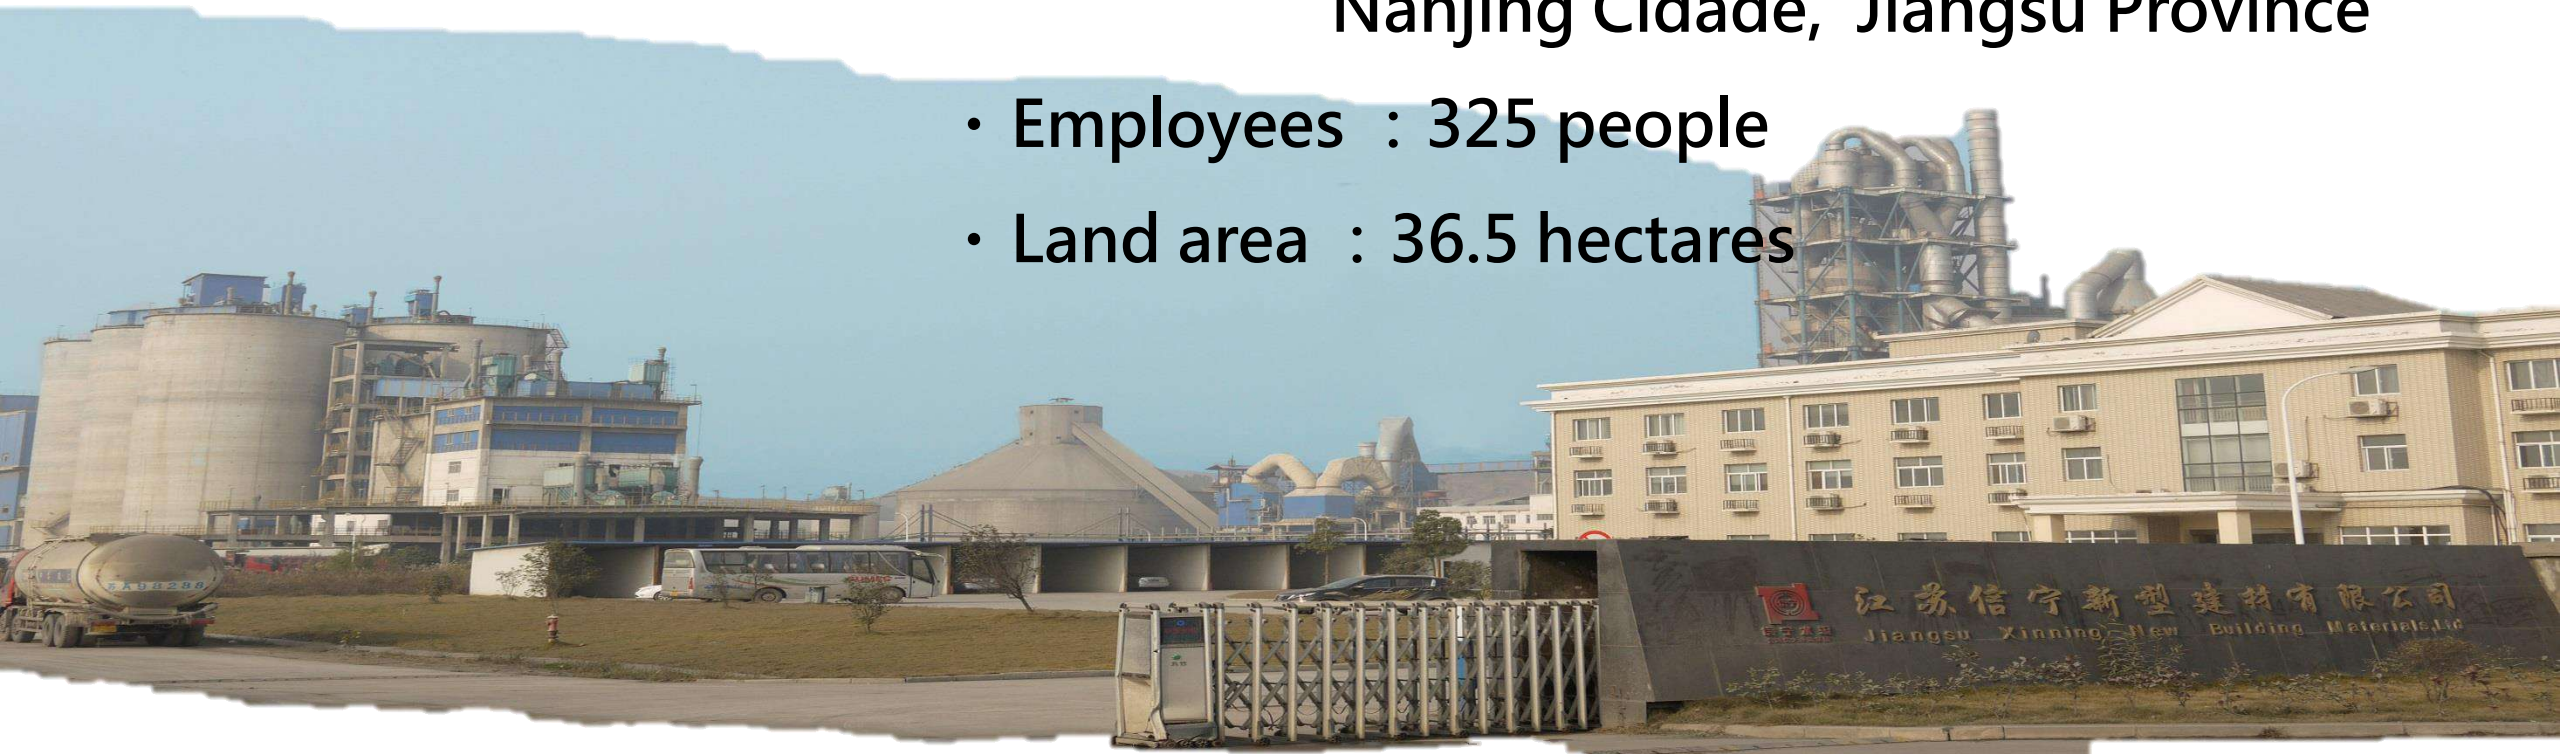 Nanjing Cidade, Jiangsu Province
· Employees ：325 people
· Land area ：36.5 hectares
江苏信宁新型建材有限公司
Jiangsu Xinning New Building Materials.Ltd